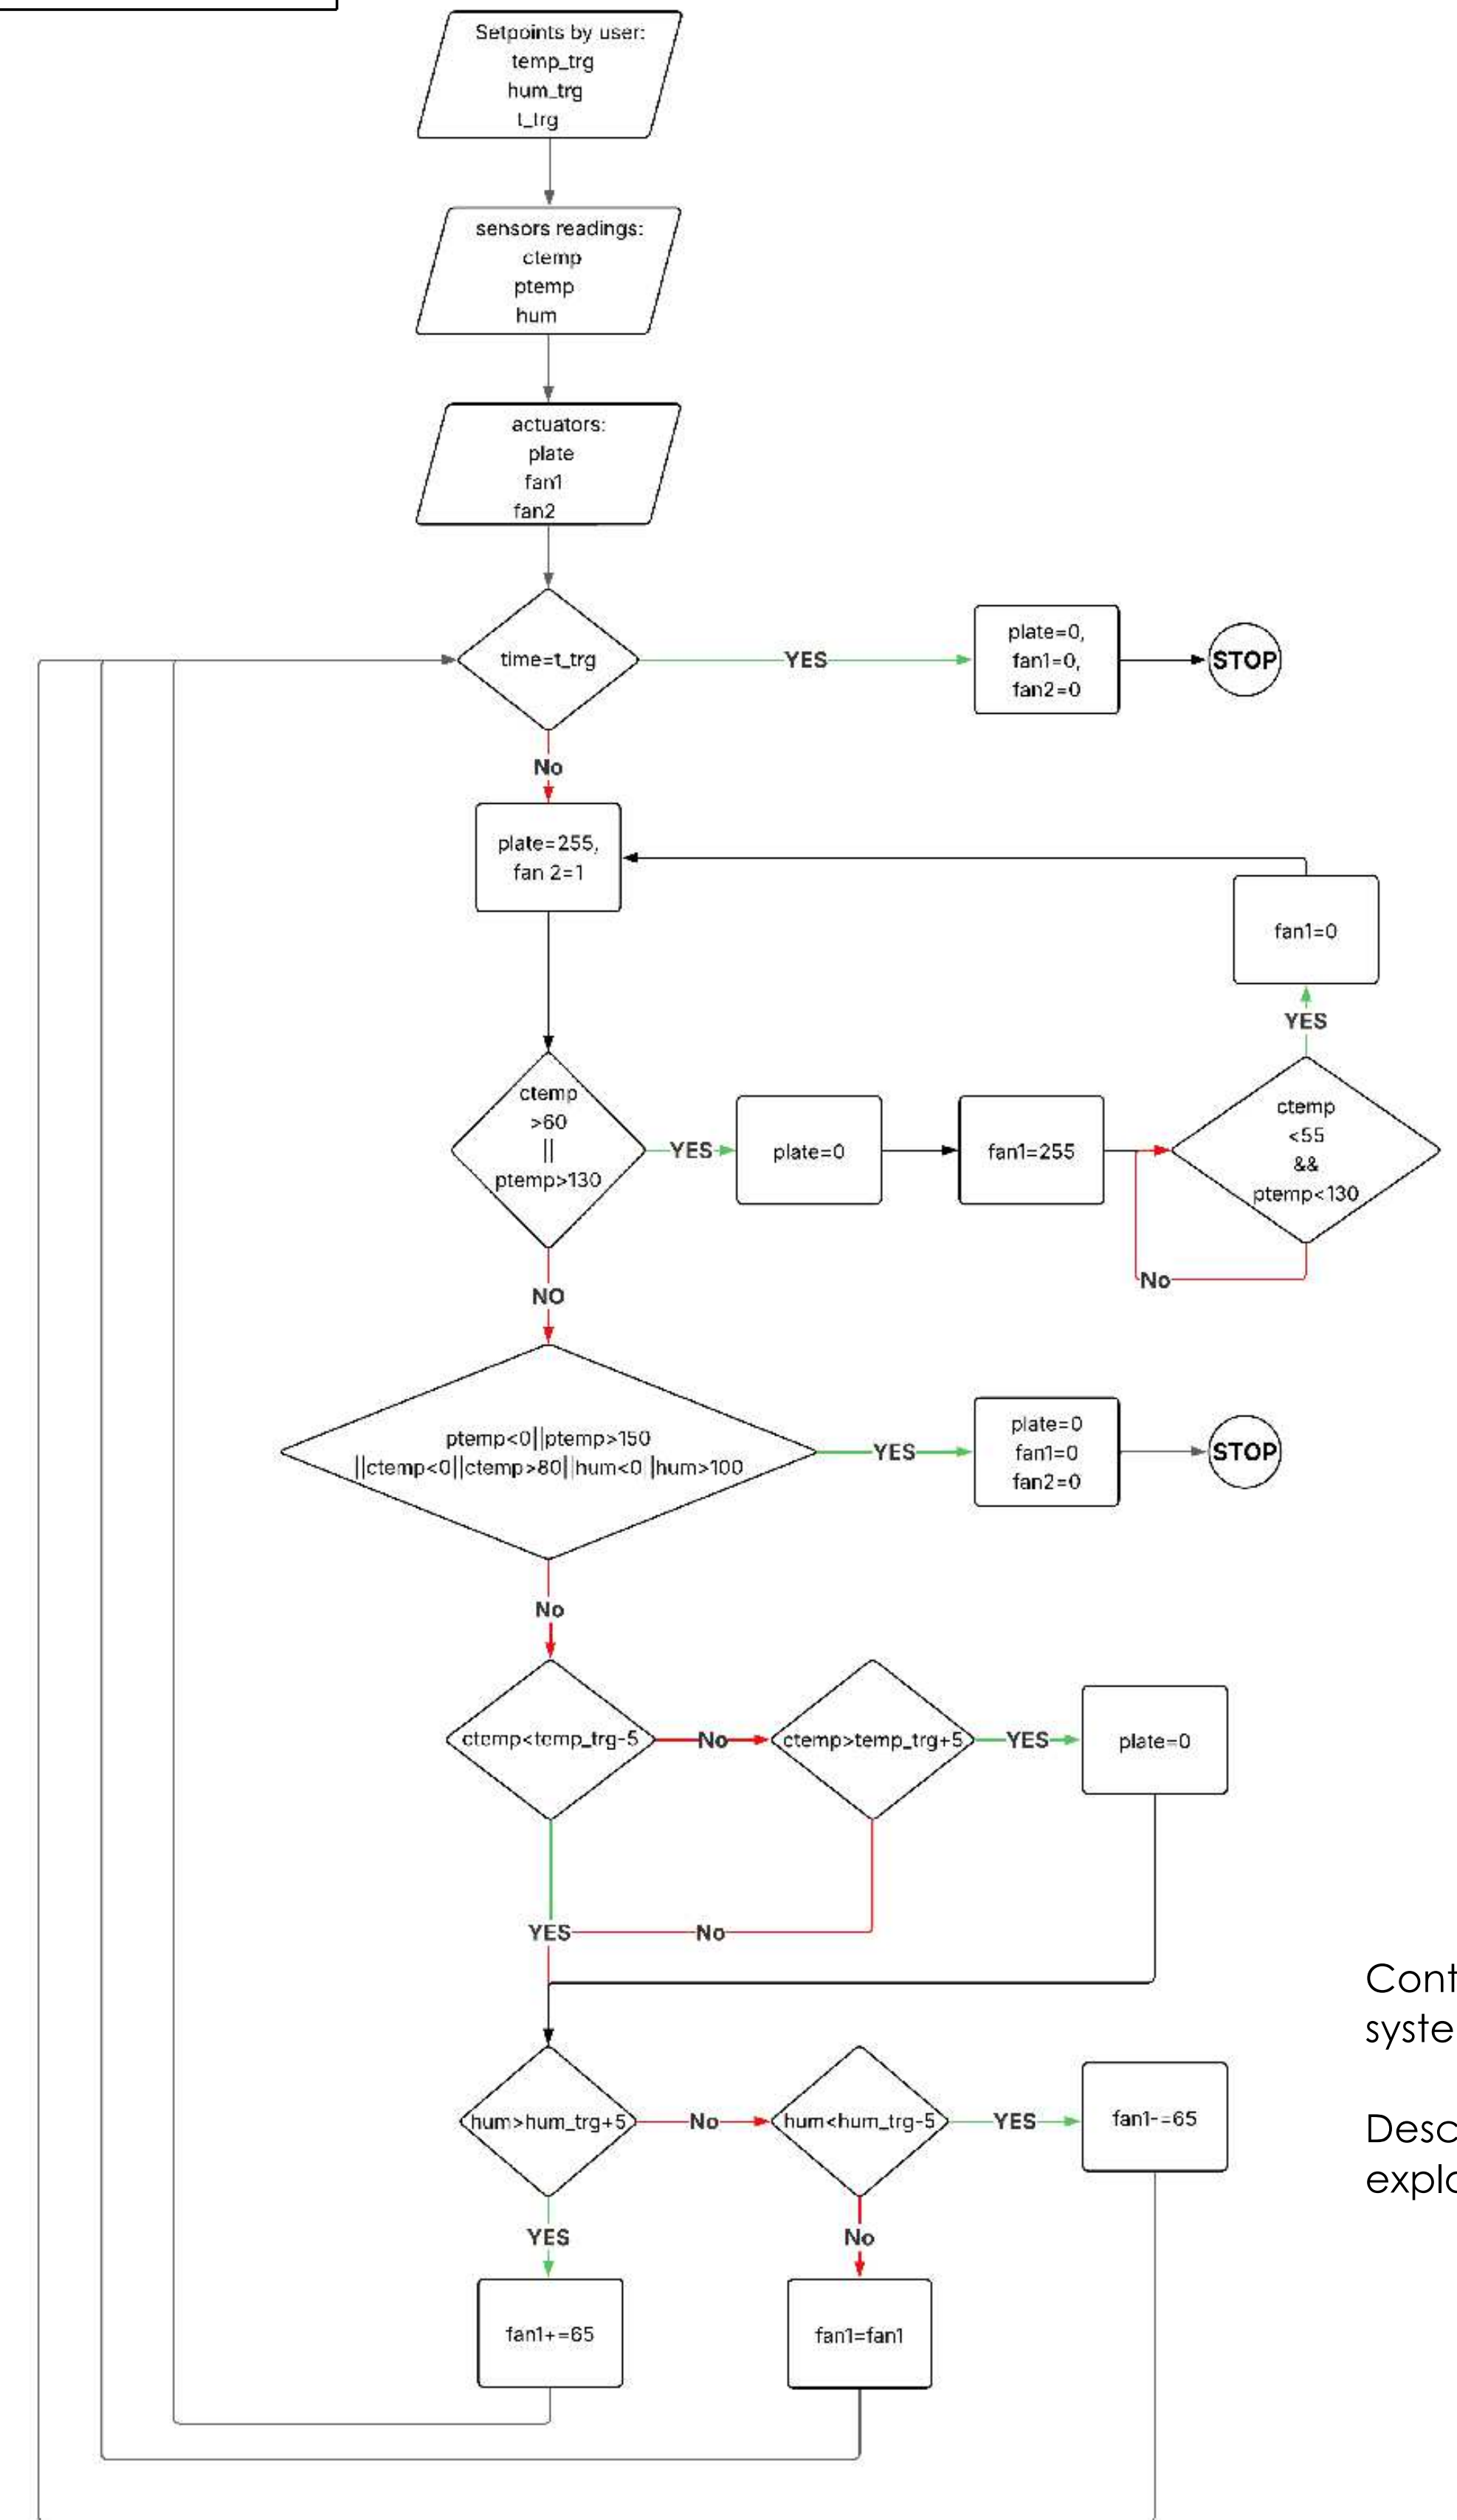 Setpoints by user:
temp_trg
hum_trg
t_trg
sensors readings:
ctemp
ptemp
hum
actuators:
plate
fan1
fan2
time=t_trg
YES
plate=0,
fan1=0,
fan2=0
STOP
No
plate=255,
fan 2=1
fan1=0
YES
ctemp
>60
||
ptemp>130
YES
plate=0
fan1=255
ctemp
<55
&&
ptemp<130
No
NO
ptemp<0||ptemp>150
||ctemp<0||ctemp>80||hum<0||hum>100
YES
plate=0
fan1=0
fan2=0
STOP
No
ctemp<temp_trg-5
No
ctemp>temp_trg+5
YES
plate=0
YES
No
hum>hum_trg+5
No
hum<hum_trg-5
YES
fan1-=65
YES
No
fan1+=65
fan1=fan1